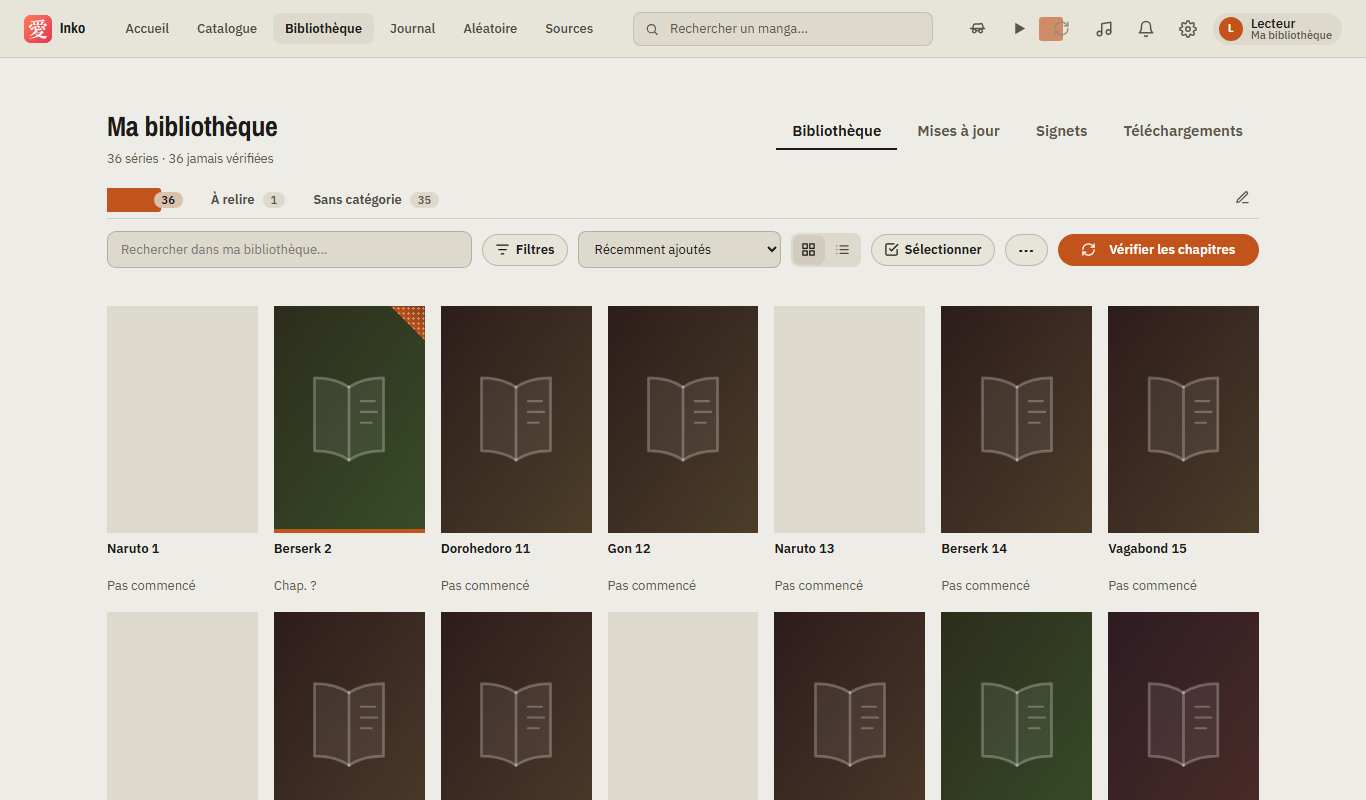 愛 Inko Accueil Catalogue Bibliothèque Journal Aléatoire Sources Rechercher un manga... L Lecteur
Ma bibliothèque
Ma bibliothèque
36 séries · 36 jamais vérifiées
Bibliothèque Mises à jour Signets Téléchargements
36 À relire 1 Sans catégorie 35
Rechercher dans ma bibliothèque... Filtres Récemment ajoutés Sélectionner ... Vérifier les chapitres
Naruto 1 Berserk 2 Dorohedoro 11 Gon 12 Naruto 13 Berserk 14 Vagabond 15
Pas commencé Chap. ? Pas commencé Pas commencé Pas commencé Pas commencé Pas commencé